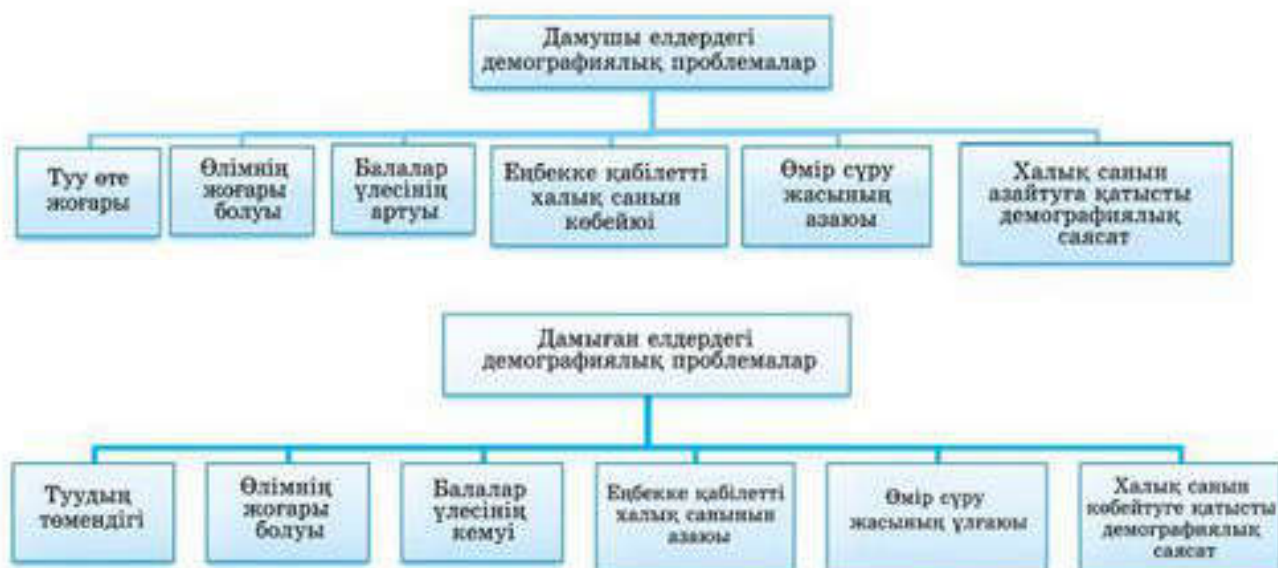 Дамушы елдердегі
демографиялық проблемалар
Туу өте
жоғары
Өлімнің
жоғары
болуы
Балалар
үлесінің
артуы
Еңбекке қабілетті
халық санын
көбейюі
Өмір сүру
жасының
азаюы
Халық санын
азайтуға қатысты
демографиялық
саясат
Дамыған елдердегі
демографиялық проблемалар
Туудың
төмендігі
Өлімнің
жоғары
болуы
Балалар
үлесінің
кемуі
Еңбекке қабілетті
халық санынын
азаюы
Өмір сүру
жасының ұлғаюы
Халық санын
көбейтуге қатысты
демографиялық
саясат